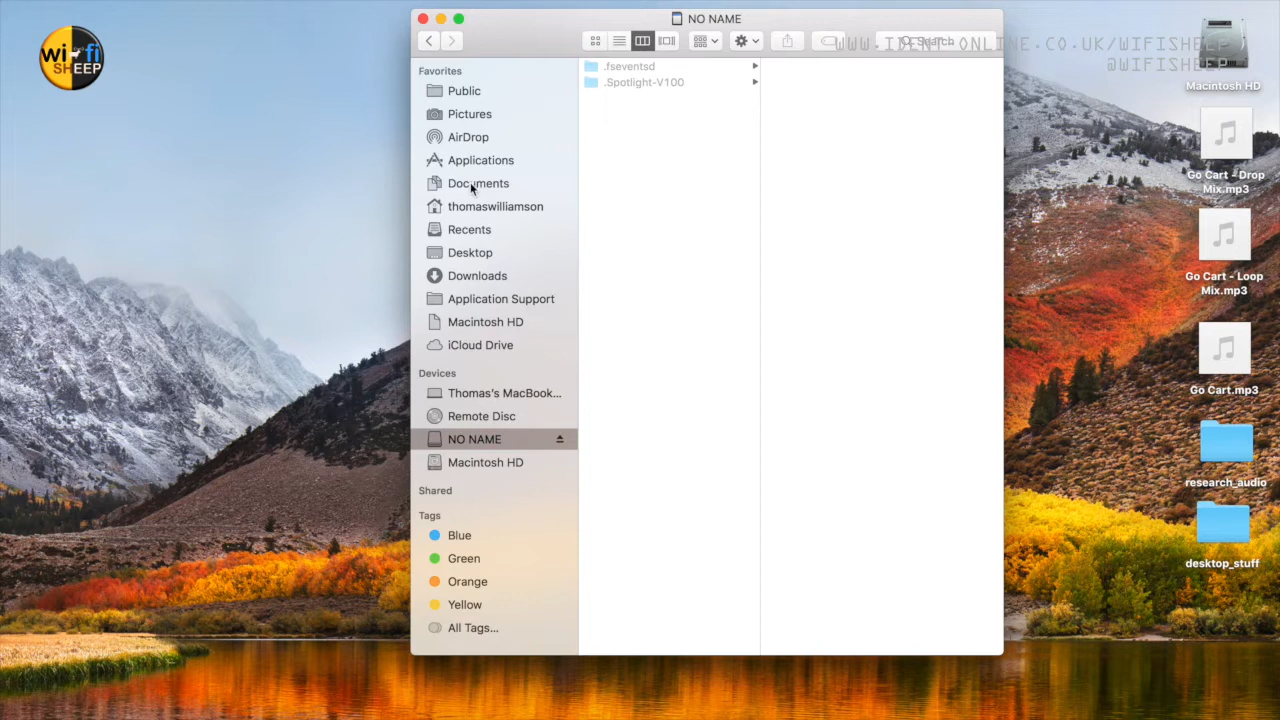 wi fi
SHEEP
NO NAME
Search
WWW.IDENT-ONLINE.CO.UK/WIFISHEEP
@WIFISHEEP
Favorites
Public
Pictures
AirDrop
Applications
Documents
thomaswilliamson
Recents
Desktop
Downloads
Application Support
Macintosh HD
iCloud Drive
Devices
Thomas's MacBook...
Remote Disc
NO NAME
Macintosh HD
Shared
Tags
Blue
Green
Orange
Yellow
All Tags...
.fseventsd
.Spotlight-V100
Macintosh HD
Go Cart - Drop
Mix.mp3
Go Cart - Loop
Mix.mp3
Go Cart.mp3
research_audio
desktop_stuff